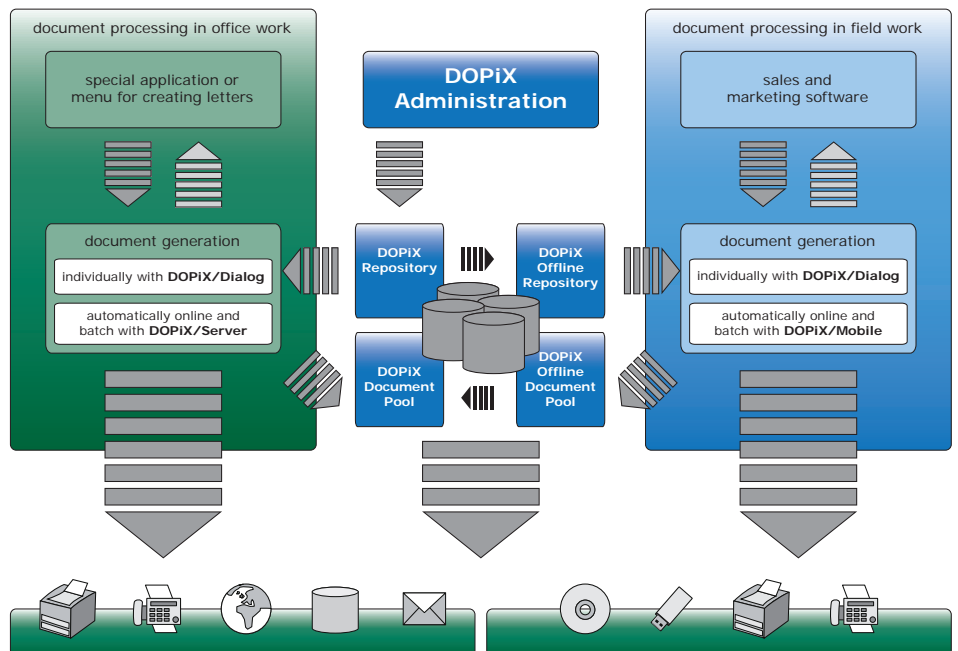 document processing in office work
special application or
menu for creating letters
document generation
individually with DOPiX/Dialog
automatically online and
batch with DOPiX/Server
DOPiX
Administration
DOPiX
Repository
DOPiX
Offline
Repository
DOPiX
Document
Pool
DOPiX
Offline
Document
Pool
document processing in field work
sales and
marketing software
document generation
individually with DOPiX/Dialog
automatically online and
batch with DOPiX/Mobile